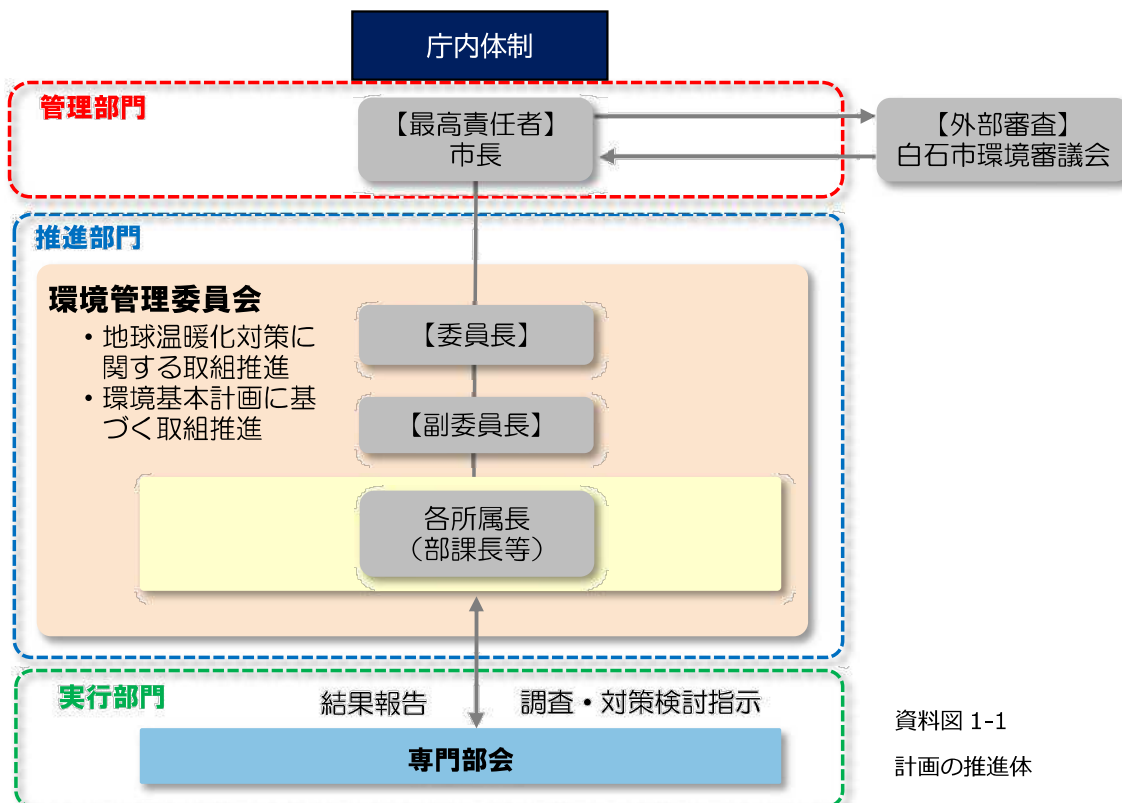 庁内体制
管理部門
【最高責任者】
市長
【外部審査】
白石市環境審議会
推進部門
環境管理委員会
・地球温暖化対策に
関する取組推進
・環境基本計画に基
づく取組推進
【委員長】
【副委員長】
各所属長
（部課長等）
実行部門
結果報告
調査・対策検討指示
専門部会
資料図 1-1
計画の推進体